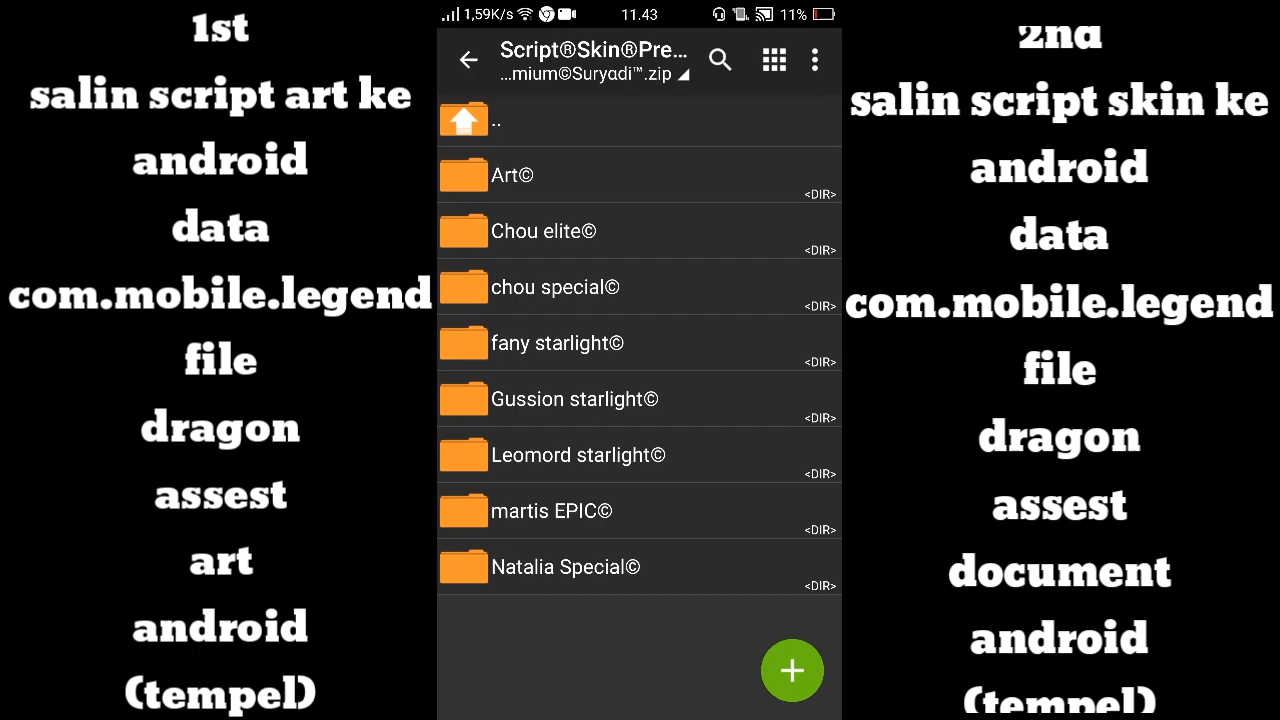 1st
salin script art ke
android
data
com.mobile.legend
file
dragon
assest
art
android
(tempel)
1,59K/s
11.43
11%
Script®Skin®Pre...
...mium©Suryadi™.zip
..
Art©
<DIR>
Chou elite©
<DIR>
chou special©
<DIR>
fany starlight©
<DIR>
Gussion starlight©
<DIR>
Leomord starlight©
<DIR>
martis EPIC©
<DIR>
Natalia Special©
<DIR>
2nd
salin script skin ke
android
data
com.mobile.legend
file
dragon
assest
document
android
(tempel)